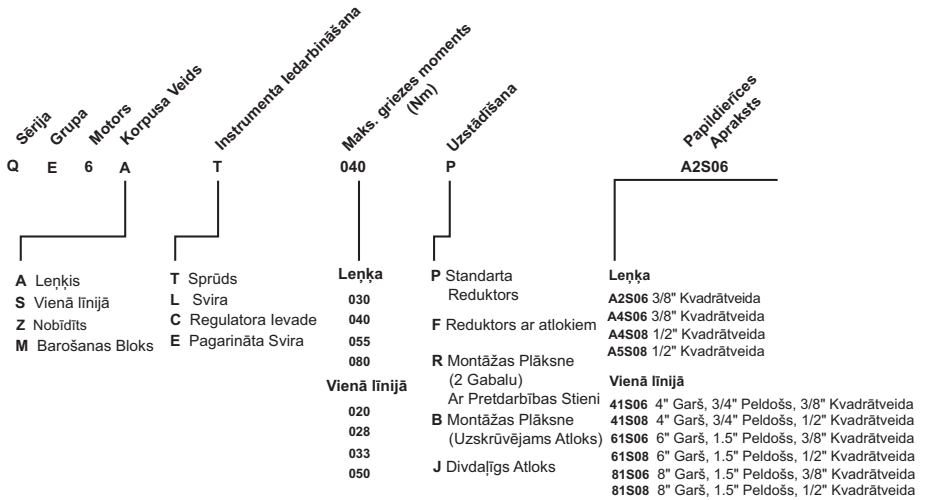 Sērija
Grupa
Motors
Korpusa Veids
Instrumenta Iedarbināšana
Maks. griezes moments
(Nm)
Uzstādīšana
Papildierīces
Apraksts
Q E 6 A T 040 P A2S06
A Leņķis
S Vienā līnijā
Z Nobīdīts
M Barošanas Bloks
T Sprūds
L Svira
C Regulatora Ievade
E Pagarināta Svira
Leņķa
030
040
055
080
Vienā līnijā
020
028
033
050
P Standarta
Reduktors
F Reduktors ar atlokiem
R Montāžas Plāksne
(2 Gabalu)
Ar Pretdarbības Stieni
B Montāžas Plāksne
(Uzskrūvējams Atloks)
J Divdaļīgs Atloks
Leņķa
A2S06 3/8" Kvadrātveida
A4S06 3/8" Kvadrātveida
A4S08 1/2" Kvadrātveida
A5S08 1/2" Kvadrātveida
Vienā līnijā
41S06 4" Garš, 3/4" Peldošs, 3/8" Kvadrātveida
41S08 4" Garš, 3/4" Peldošs, 1/2" Kvadrātveida
61S06 6" Garš, 1.5" Peldošs, 3/8" Kvadrātveida
61S08 6" Garš, 1.5" Peldošs, 1/2" Kvadrātveida
81S06 8" Garš, 1.5" Peldošs, 3/8" Kvadrātveida
81S08 8" Garš, 1.5" Peldošs, 1/2" Kvadrātveida